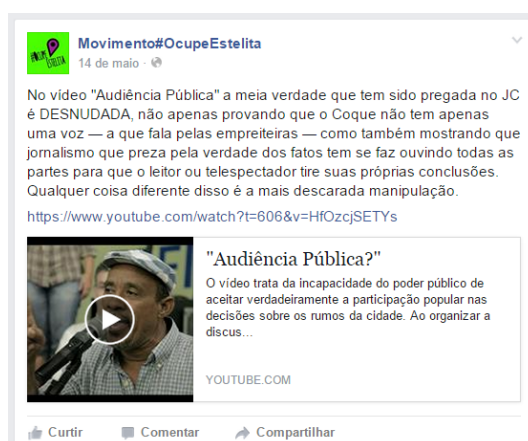 #OCUPE
ESTELITA
Movimento#OcupeEstelita
14 de maio ·
No vídeo "Audiência Pública" a meia verdade que tem sido pregada no JC
é DESNUDADA, não apenas provando que o Coque não tem apenas
uma voz — a que fala pelas empreiteiras — como também mostrando que
jornalismo que preza pela verdade dos fatos tem se faz ouvindo todas as
partes para que o leitor ou telespectador tire suas próprias conclusões.
Qualquer coisa diferente disso é a mais descarada manipulação.
https://www.youtube.com/watch?t=606&v=HfOzcjSETYs
"Audiência Pública?"
O vídeo trata da incapacidade do poder público de
aceitar verdadeiramente a participação popular nas
decisões sobre os rumos da cidade. Ao organizar a
discus...
YOUTUBE.COM
Curtir Comentar Compartilhar